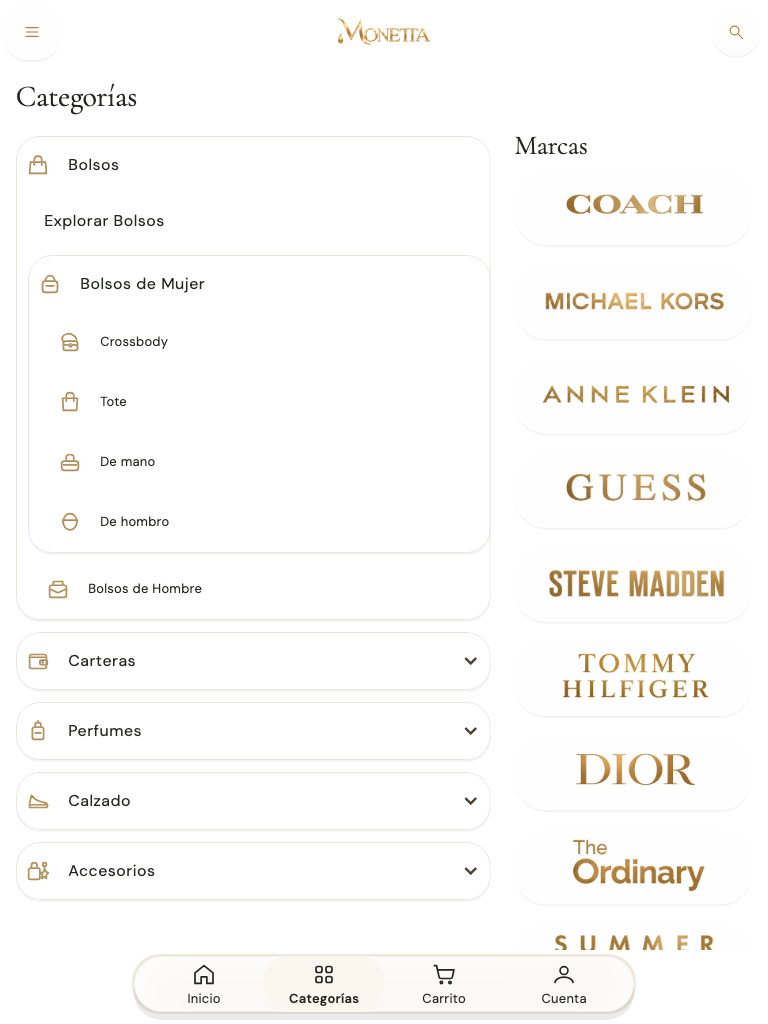 MONETTA
Categorías
Bolsos
Explorar Bolsos
Bolsos de Mujer
Crossbody
Tote
De mano
De hombro
Bolsos de Hombre
Carteras
Perfumes
Calzado
Accesorios
Marcas
COACH
MICHAEL KORS
ANNE KLEIN
GUESS
STEVE MADDEN
TOMMY
HILFIGER
DIOR
The
Ordinary
SUMMER
Inicio
Categorías
Carrito
Cuenta